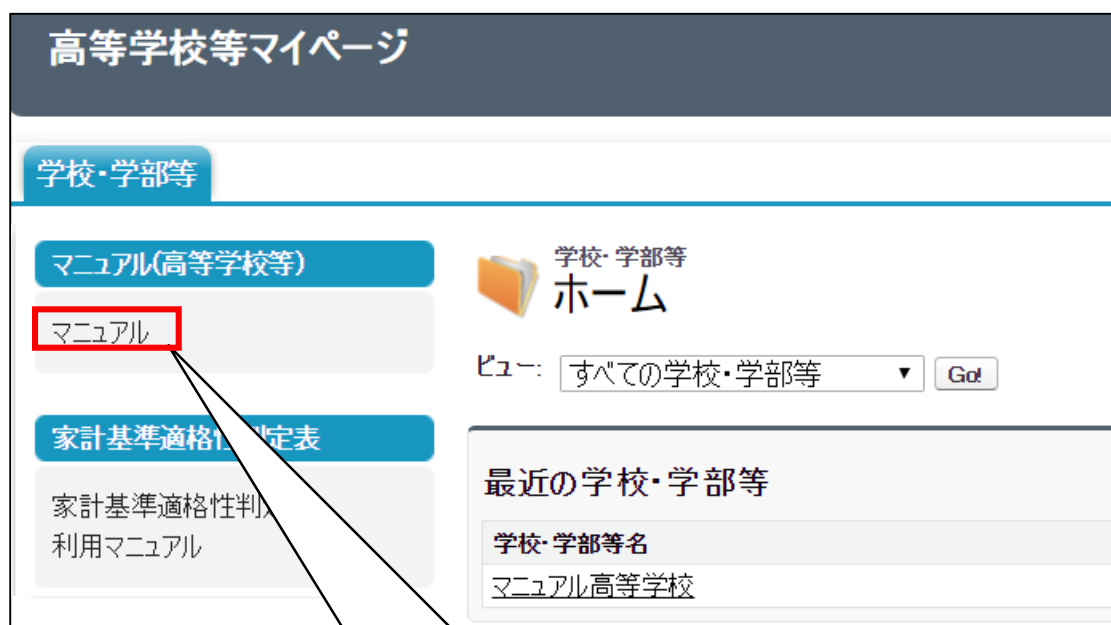 高等学校等マイページ
学校・学部等
マニュアル(高等学校等)
マニュアル
家計基準適格性 定表
家計基準適格性判
利用マニュアル
学校・学部等
ホーム
ビュー: すべての学校・学部等 Go!
最近の学校・学部等
学校・学部等名
マニュアル高等学校